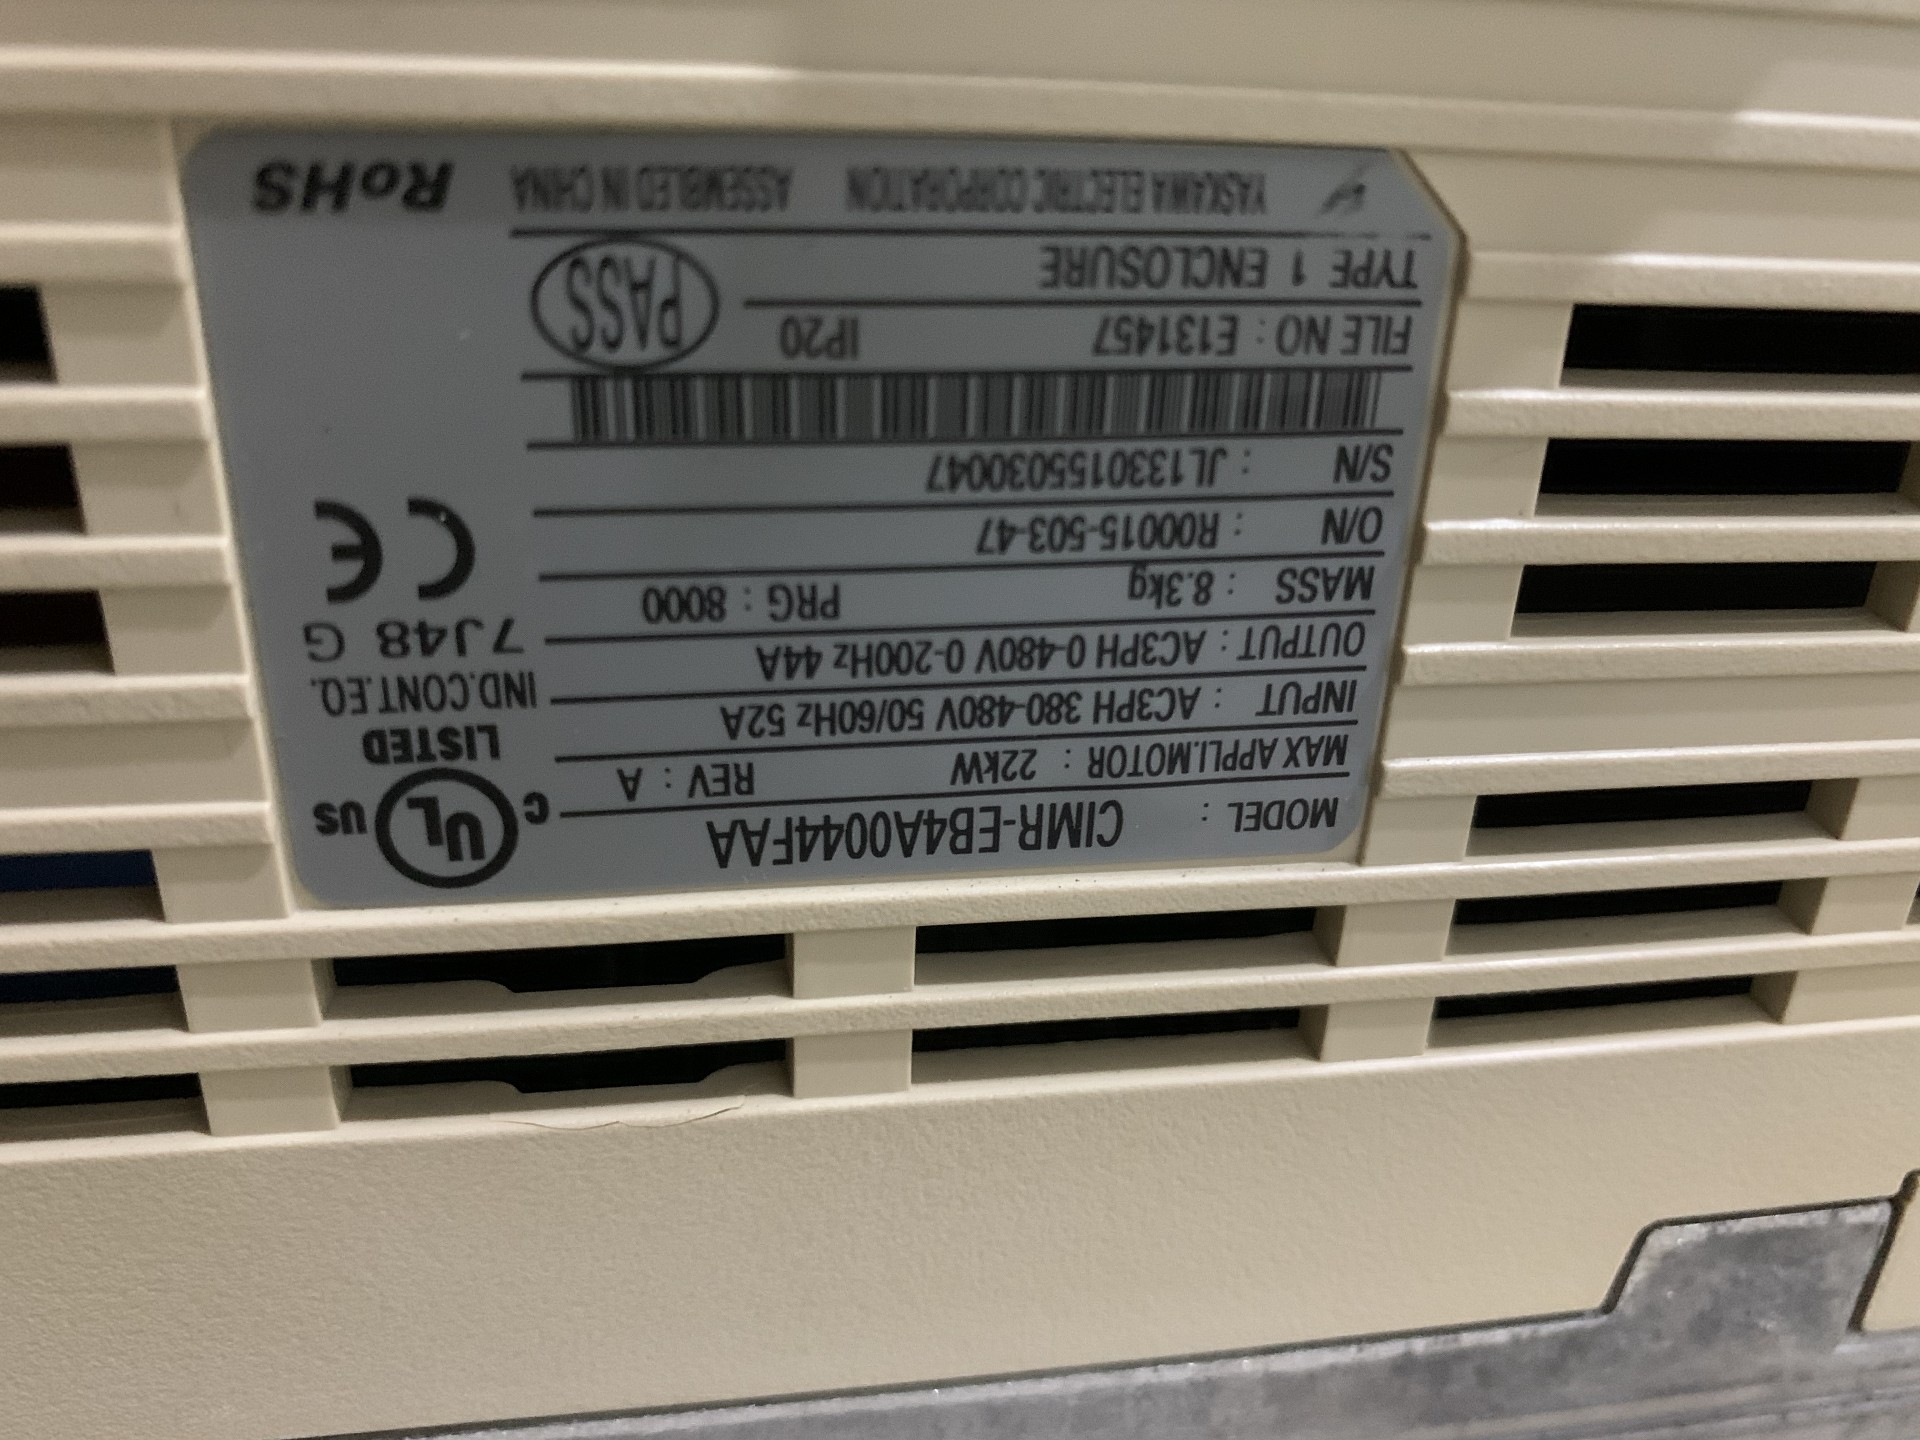 MODEL : CIMR-EB4A0044FAA
MAX APPLI.MOTOR : 22kW REV : A
INPUT : AC3PH 380-480V 50/60Hz 52A
OUTPUT : AC3PH 0-480V 0-200Hz 44A
MASS : 8.3kg PRG : 8000
O/N : R00015-503-47
S/N : JL133015503004​7
FILE NO : E131457 IP20
TYPE 1 ENCLOSURE
PASS
YASKAWA ELECTRIC CORPORATION ASSEMBLED IN CHINA
C UL US
LISTED
IND.CONT.EQ.
7J48 G
CE
RoHS